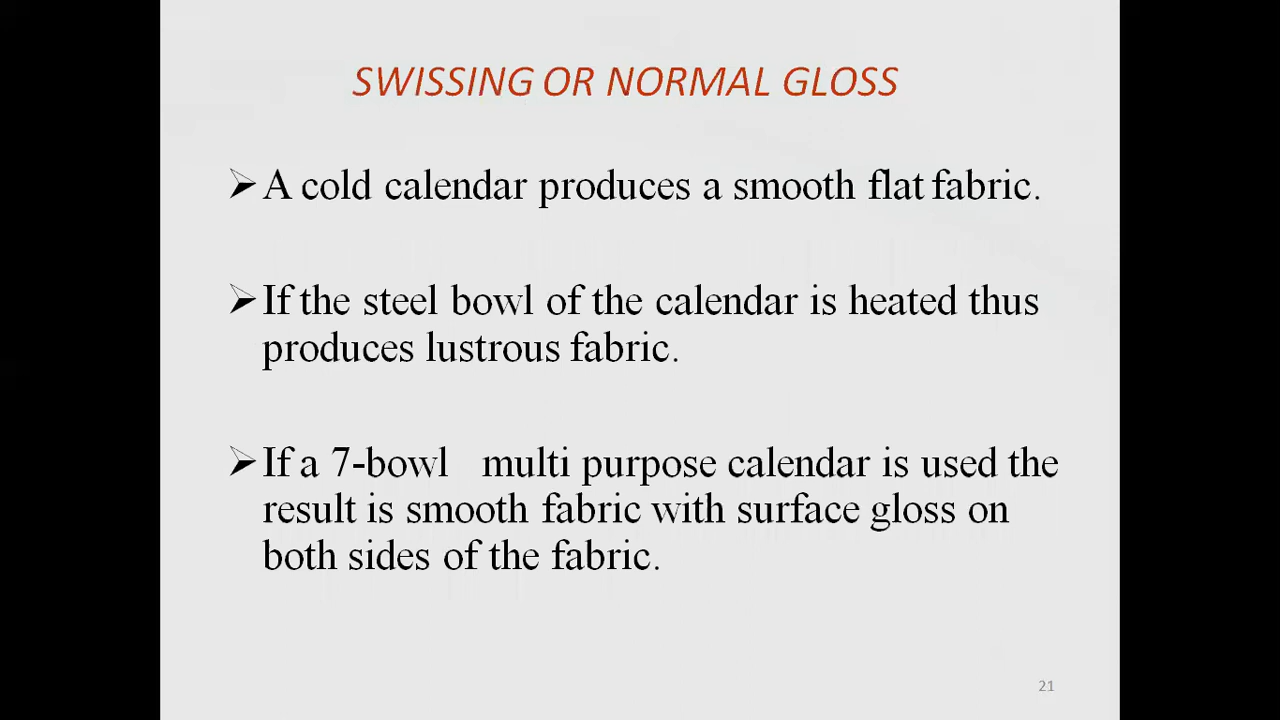 SWISSING OR NORMAL GLOSS
➢A cold calendar produces a smooth flat fabric.
➢If the steel bowl of the calendar is heated thus
produces lustrous fabric.
➢If a 7-bowl multi purpose calendar is used the
result is smooth fabric with surface gloss on
both sides of the fabric.
21